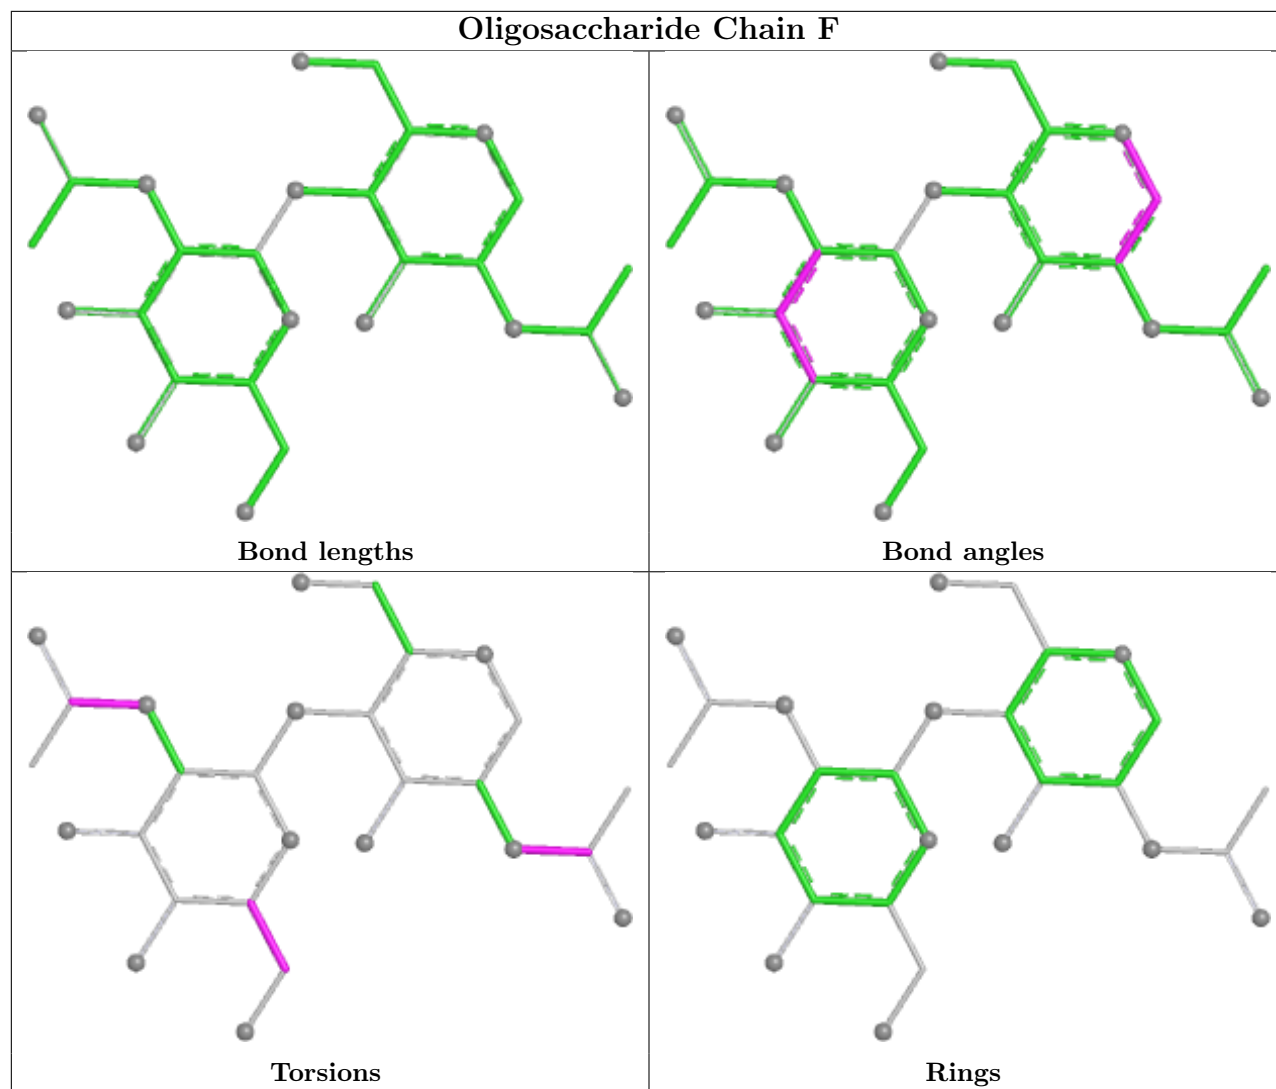 Oligosaccharide Chain F
Bond lengths
Bond angles
Torsions
Rings